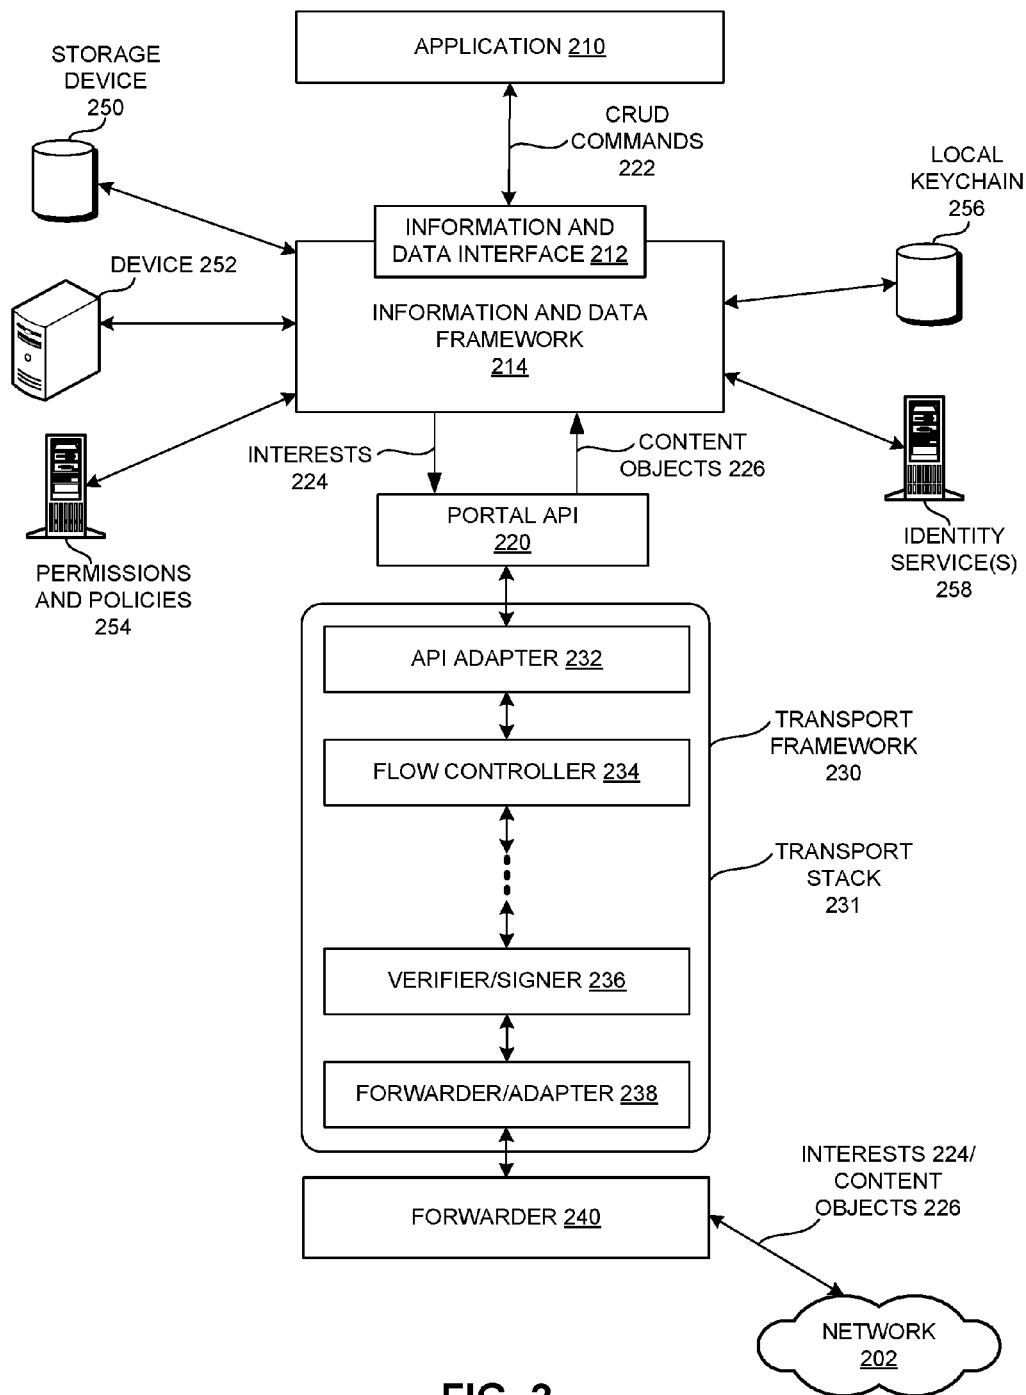 APPLICATION 210
STORAGE
DEVICE
250
CRUD
COMMANDS
222
LOCAL
KEYCHAIN
256
INFORMATION AND
DATA INTERFACE 212
DEVICE 252
INFORMATION AND DATA
FRAMEWORK
214
INTERESTS
224
CONTENT
OBJECTS 226
PORTAL API
220
IDENTITY
SERVICE(S)
258
PERMISSIONS
AND POLICIES
254
API ADAPTER 232
TRANSPORT
FRAMEWORK
230
FLOW CONTROLLER 234
TRANSPORT
STACK
231
VERIFIER/SIGNER 236
FORWARDER/ADAPTER 238
INTERESTS 224/
CONTENT
OBJECTS 226
FORWARDER 240
NETWORK
202